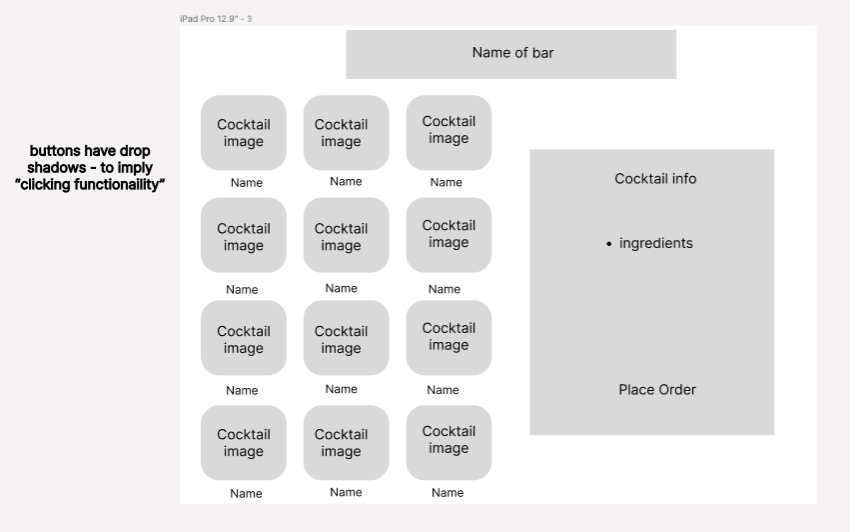 iPad Pro 12.9" - 3
Name of bar
buttons have drop
shadows - to imply
“clicking functionaility”
Cocktail
image
Cocktail
image
Cocktail
image
Name
Name
Name
Cocktail
image
Cocktail
image
Cocktail
image
Name
Name
Name
Cocktail
image
Cocktail
image
Cocktail
image
Name
Name
Name
Cocktail
image
Cocktail
image
Cocktail
image
Name
Name
Name
Cocktail info
• ingredients
Place Order